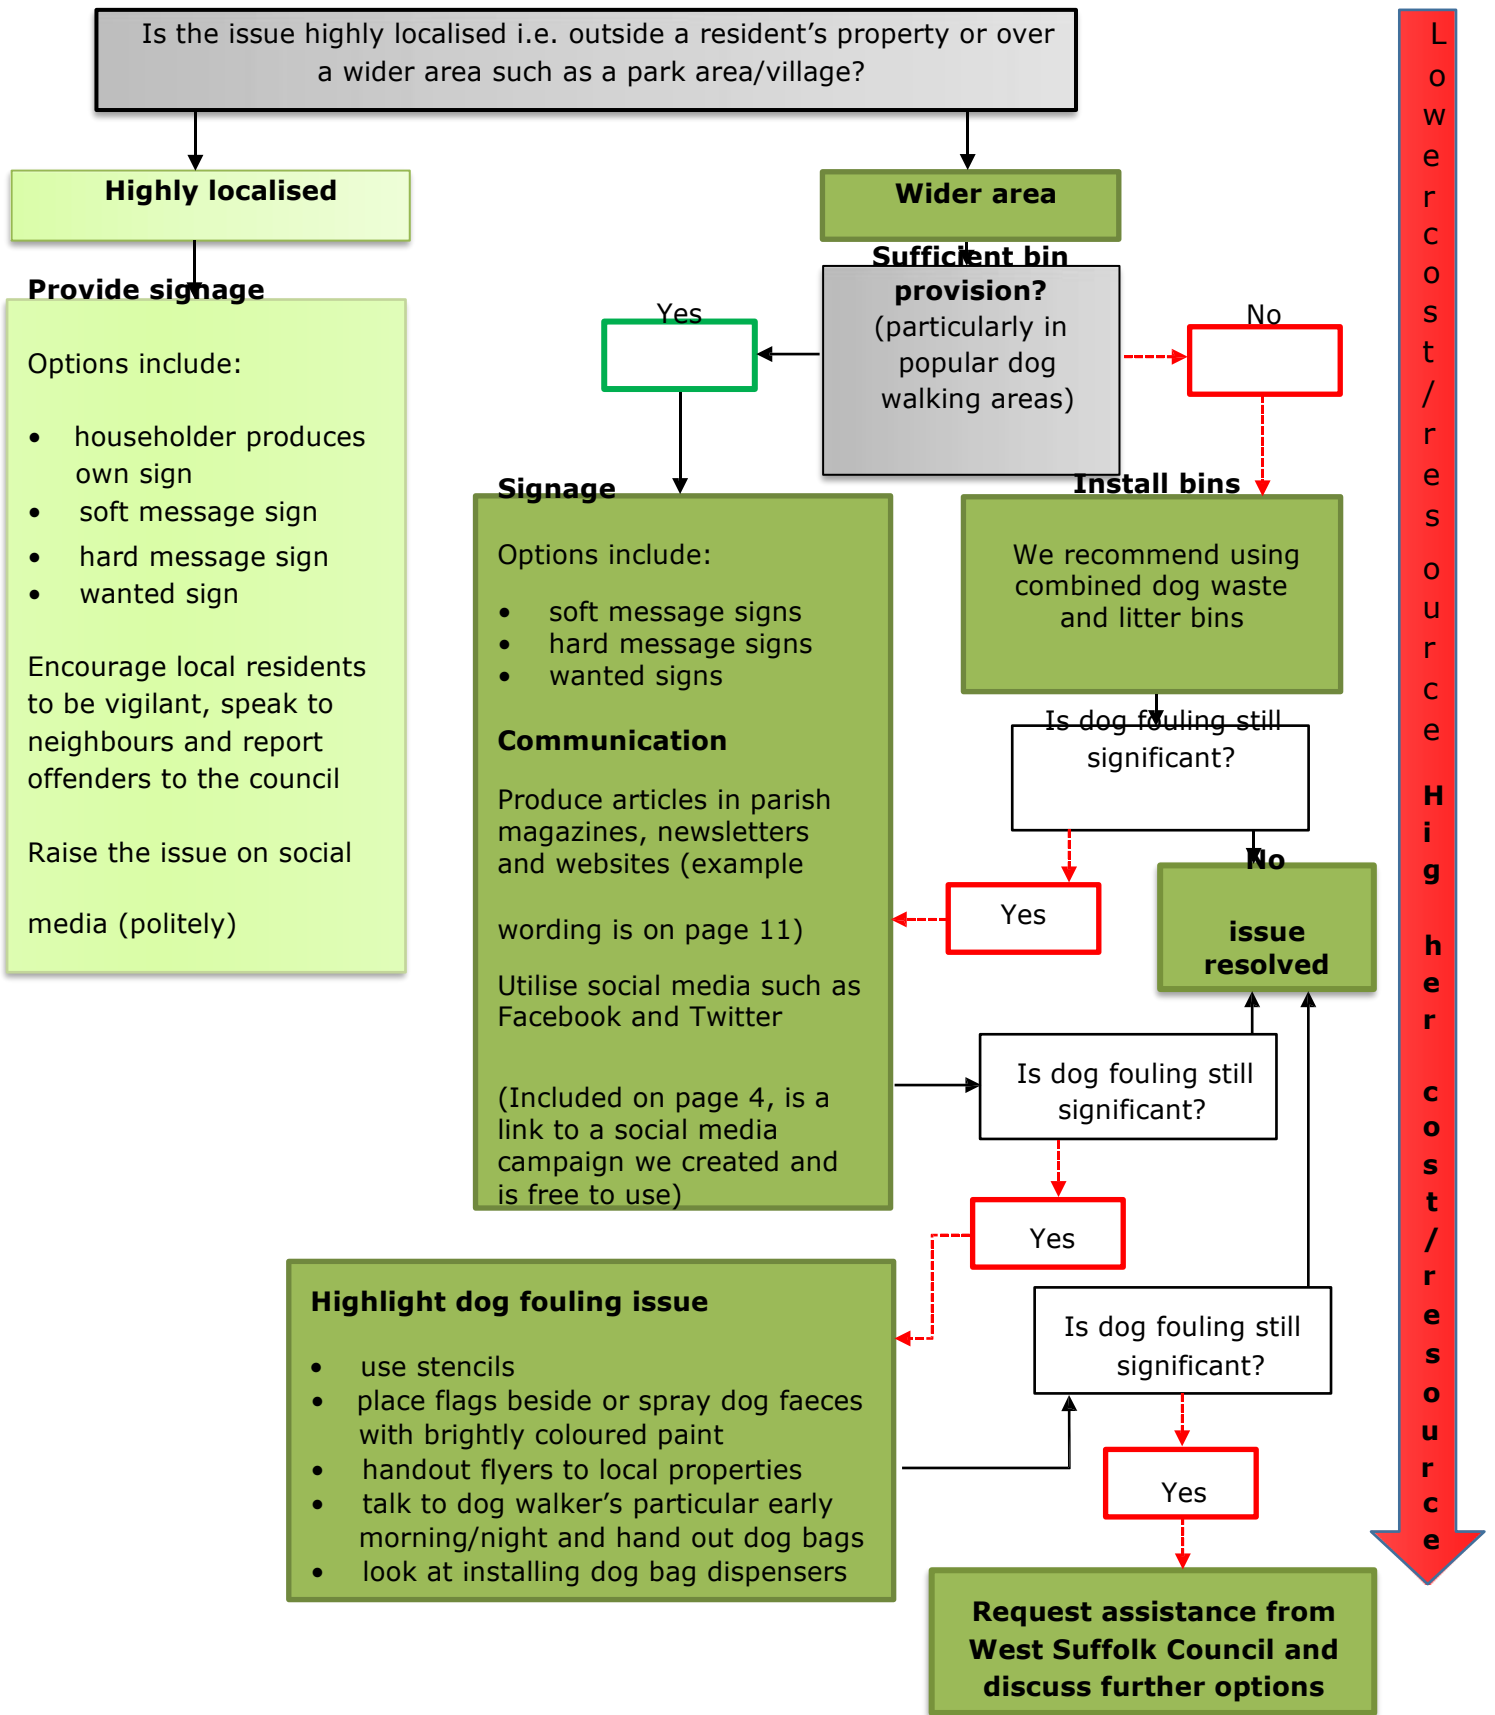 Is the issue highly localised i.e. outside a resident’s property or over
a wider area such as a park area/village?
Highly localised
Provide signage
Options include:
• householder produces
own sign
• soft message sign
• hard message sign
• wanted sign
Encourage local residents
to be vigilant, speak to
neighbours and report
offenders to the council
Raise the issue on social
media (politely)
Wider area
Sufficient bin
provision?
(particularly in
popular dog
walking areas)
Yes
No
Signage
Options include:
• soft message signs
• hard message signs
• wanted signs
Communication
Produce articles in parish
magazines, newsletters
and websites (example
wording is on page 11)
Utilise social media such as
Facebook and Twitter
(Included on page 4, is a
link to a social media
campaign we created and
is free to use)
Install bins
We recommend using
combined dog waste
and litter bins
Is dog fouling still
significant?
Yes
No
issue
resolved
Is dog fouling still
significant?
Yes
Highlight dog fouling issue
• use stencils
• place flags beside or spray dog faeces
with brightly coloured paint
• handout flyers to local properties
• talk to dog walker’s particular early
morning/night and hand out dog bags
• look at installing dog bag dispensers
Is dog fouling still
significant?
Yes
Request assistance from
West Suffolk Council and
discuss further options
Lower cost/resource Higher cost/resource